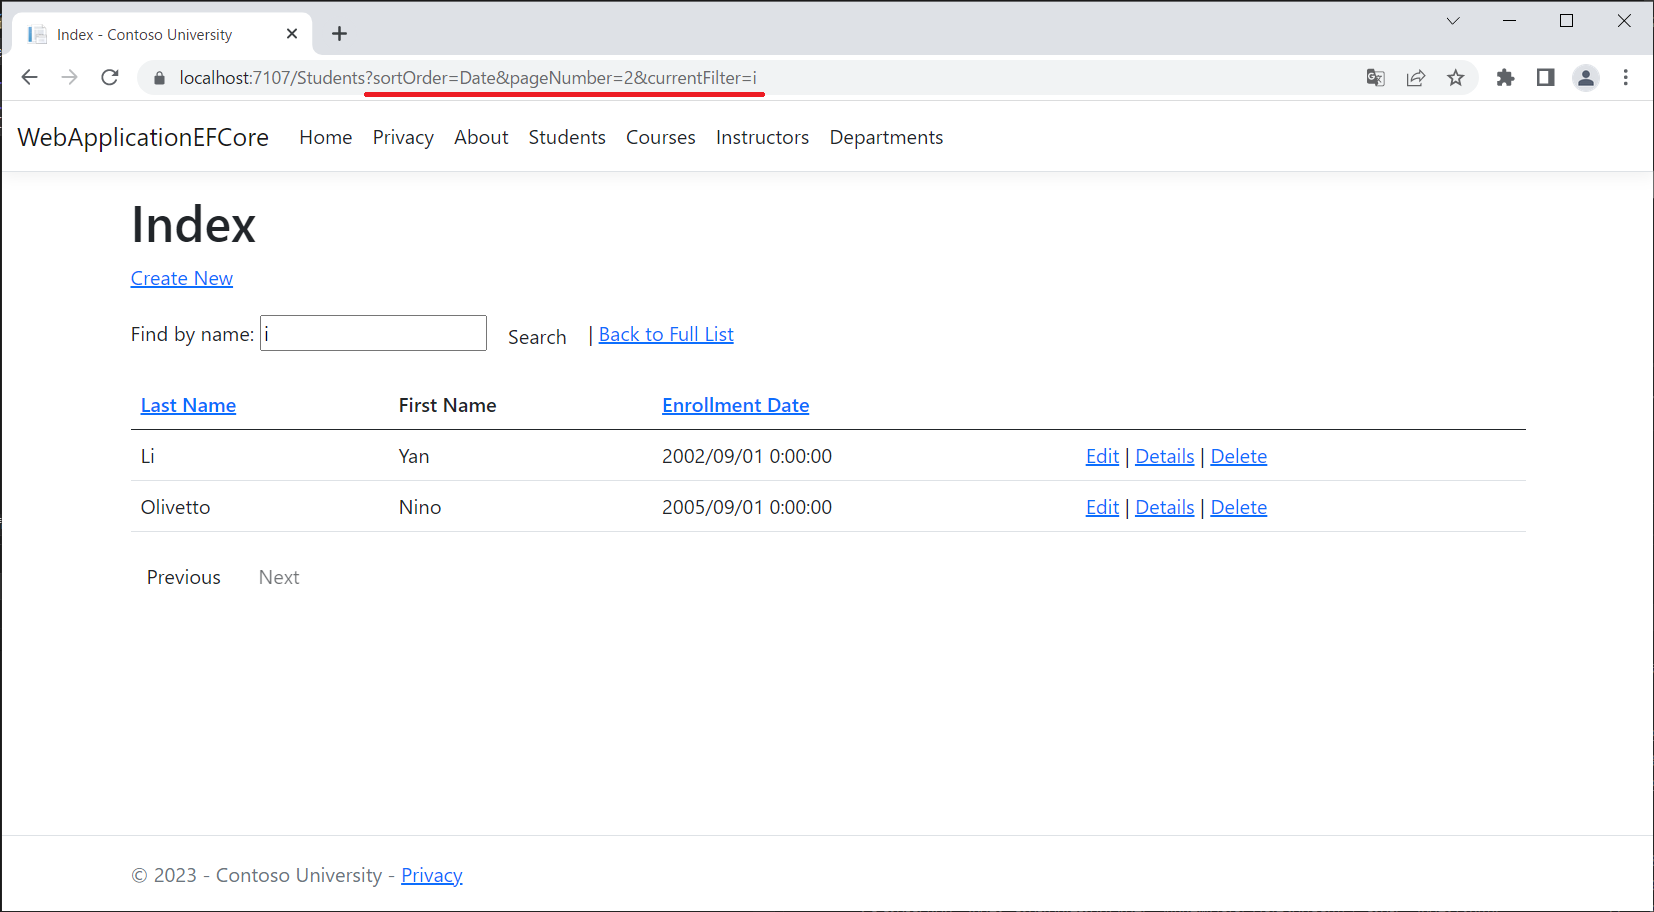 Index - Contoso University
localhost:7107/Students?sortOrder=Date&pageNumber=2&currentFilter=i
WebApplicationEFCore Home Privacy About Students Courses Instructors Departments
Index
Create New
Find by name: i Search | Back to Full List
Last Name First Name Enrollment Date
Li Yan 2002/09/01 0:00:00 Edit | Details | Delete
Olivetto Nino 2005/09/01 0:00:00 Edit | Details | Delete
Previous Next
© 2023 - Contoso University - Privacy